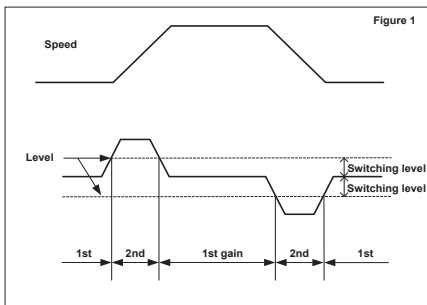 Figure 1
Speed
Level
Switching level
Switching level
1st
2nd
1st gain
2nd
1st